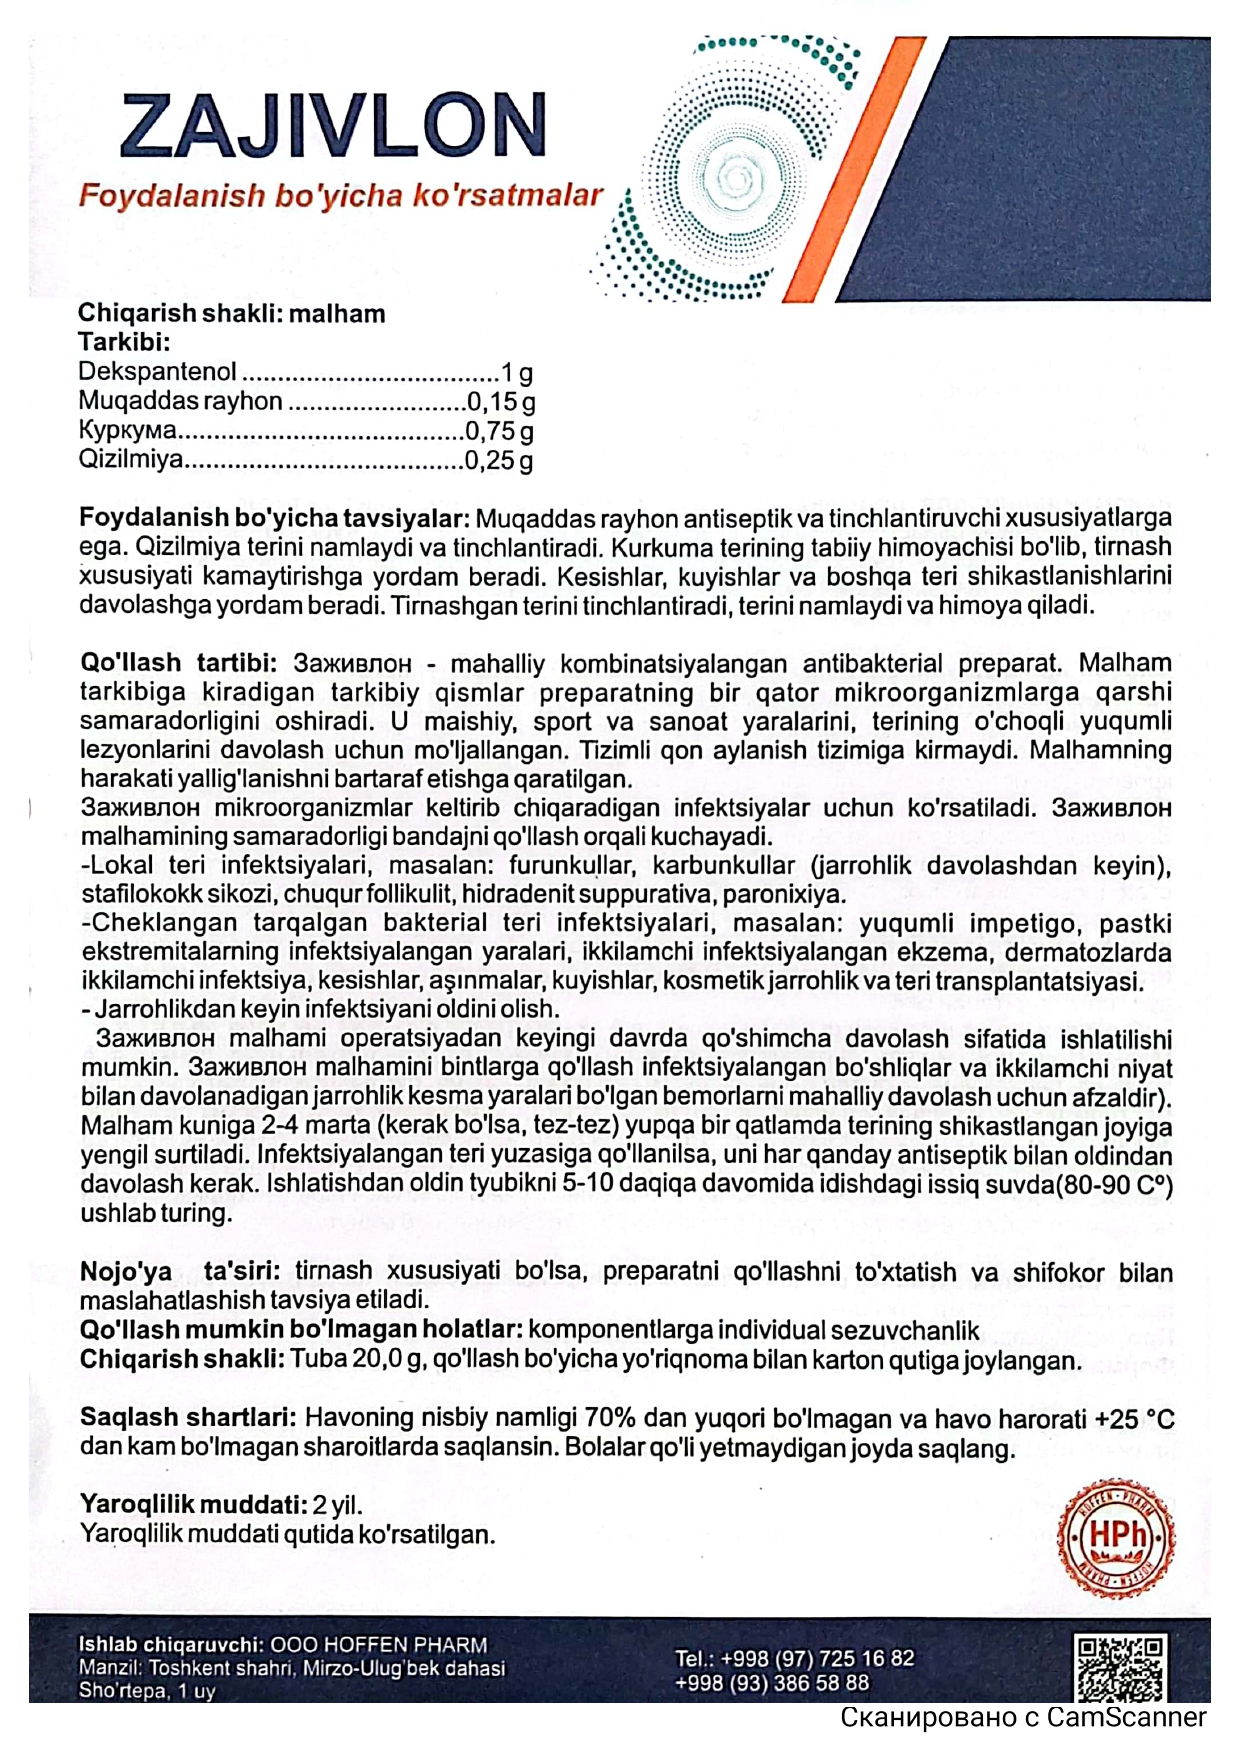 ZAJIVLON
Foydalanish bo'yicha ko'rsatmalar
Chiqarish shakli: malham
Tarkibi:
Dekspantenol ....................................1 g
Muqaddas rayhon .........................0,15 g
Куркума........................................0,75 g
Qizilmiya.......................................0,25 g
Foydalanish bo'yicha tavsiyalar: Muqaddas rayhon antiseptik va tinchlantiruvchi xususiyatlarga
ega. Qizilmiya terini namlaydi va tinchlantiradi. Kurkuma terining tabiiy himoyachisi bo'lib, tirnash
xususiyati kamaytirishga yordam beradi. Kesishlar, kuyishlar va boshqa teri shikastlanishlarini
davolashga yordam beradi. Tirnashgan terini tinchlantiradi, terini namlaydi va himoya qiladi.
Qo'llash tartibi: Заживлон - mahalliy kombinatsiyalangan antibakterial preparat. Malham
tarkibiga kiradigan tarkibiy qismlar preparatning bir qator mikroorganizmlarga qarshi
samaradorligini oshiradi. U maishiy, sport va sanoat yaralarini, terining o'choqli yuqumli
lezyonlarini davolash uchun mo'ljallangan. Tizimli qon aylanish tizimiga kirmaydi. Malhamning
harakati yallig'lanishni bartaraf etishga qaratilgan.
Заживлон mikroorganizmlar keltirib chiqaradigan infektsiyalar uchun ko'rsatiladi. Заживлон
malhamining samaradorligi bandajni qo'llash orqali kuchayadi.
-Lokal teri infektsiyalari, masalan: furunkullar, karbunkullar (jarrohlik davolashdan keyin),
stafilokokk sikozi, chuqur follikulit, hidradenit suppurativa, paronixiya.
-Cheklangan tarqalgan bakterial teri infektsiyalari, masalan: yuqumli impetigo, pastki
ekstremitalarning infektsiyalangan yaralari, ikkilamchi infektsiyalangan ekzema, dermatozlarda
ikkilamchi infektsiya, kesishlar, aşınmalar, kuyishlar, kosmetik jarrohlik va teri transplantatsiyasi.
- Jarrohlikdan keyin infektsiyani oldini olish.
Заживлон malhami operatsiyadan keyingi davrda qo'shimcha davolash sifatida ishlatilishi
mumkin. Заживлон malhamini bintlarga qo'llash infektsiyalangan bo'shliqlar va ikkilamchi niyat
bilan davolanadigan jarrohlik kesma yaralari bo'lgan bemorlarni mahalliy davolash uchun afzaldir).
Malham kuniga 2-4 marta (kerak bo'lsa, tez-tez) yupqa bir qatlamda terining shikastlangan joyiga
yengil surtiladi. Infektsiyalangan teri yuzasiga qo'llanilsa, uni har qanday antiseptik bilan oldindan
davolash kerak. Ishlatishdan oldin tyubikni 5-10 daqiqa davomida idishdagi issiq suvda(80-90 Cº)
ushlab turing.
Nojo'ya ta'siri: tirnash xususiyati bo'lsa, preparatni qo'llashni to'xtatish va shifokor bilan
maslahatlashish tavsiya etiladi.
Qo'llash mumkin bo'lmagan holatlar: komponentlarga individual sezuvchanlik
Chiqarish shakli: Tuba 20,0 g, qo'llash bo'yicha yo'riqnoma bilan karton qutiga joylangan.
Saqlash shartlari: Havoning nisbiy namligi 70% dan yuqori bo'lmagan va havo harorati +25 °C
dan kam bo'lmagan sharoitlarda saqlansin. Bolalar qo'li yetmaydigan joyda saqlang.
Yaroqlilik muddati: 2 yil.
Yaroqlilik muddati qutida ko'rsatilgan.
HOFFEN - PHARM
HPh
HOFFEN - PHARM
Ishlab chiqaruvchi: OOO HOFFEN PHARM
Manzil: Toshkent shahri, Mirzo-Ulug'bek dahasi
Sho'rtepa, 1 uy
Tel.: +998 (97) 725 16 82
+998 (93) 386 58 88
Сканировано с CamScanner